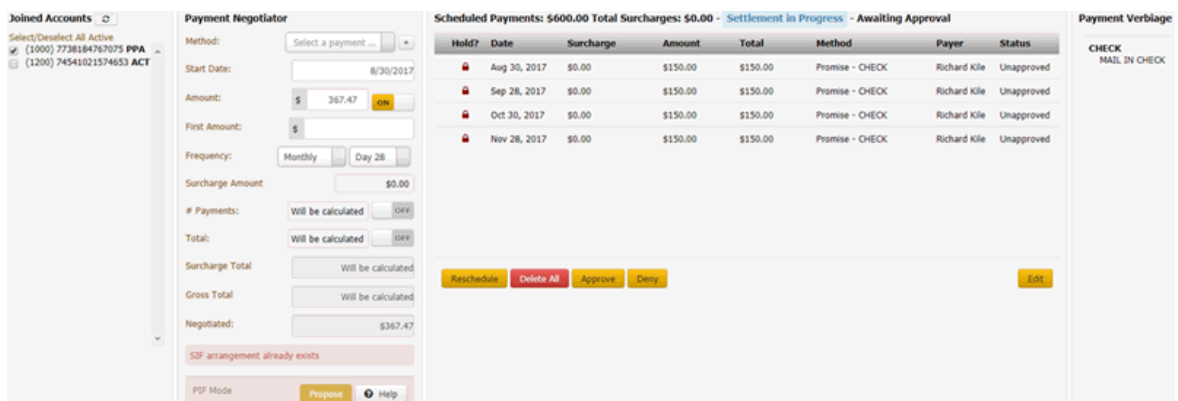 Joined Accounts
Select/Deselect All Active
(1000) 7738184767075 PPA
(1200) 74541021574653 ACT
Payment Negotiator
Method: Select a payment ... +
Start Date: 8/30/2017
Amount: $ 367.47 ON
First Amount: $
Frequency: Monthly Day 28
Surcharge Amount $0.00
# Payments: Will be calculated OFF
Total: Will be calculated OFF
Surcharge Total Will be calculated
Gross Total Will be calculated
Negotiated: $367.47
SIF arrangement already exists
PIF Mode Propose ? Help
Scheduled Payments: $600.00 Total Surcharges: $0.00 - Settlement in Progress - Awaiting Approval
Hold? Date Surcharge Amount Total Method Payer Status
Aug 30, 2017 $0.00 $150.00 $150.00 Promise - CHECK Richard Kile Unapproved
Sep 28, 2017 $0.00 $150.00 $150.00 Promise - CHECK Richard Kile Unapproved
Oct 30, 2017 $0.00 $150.00 $150.00 Promise - CHECK Richard Kile Unapproved
Nov 28, 2017 $0.00 $150.00 $150.00 Promise - CHECK Richard Kile Unapproved
Reschedule Delete All Approve Deny Edit
Payment Verbiage
CHECK
MAIL IN CHECK